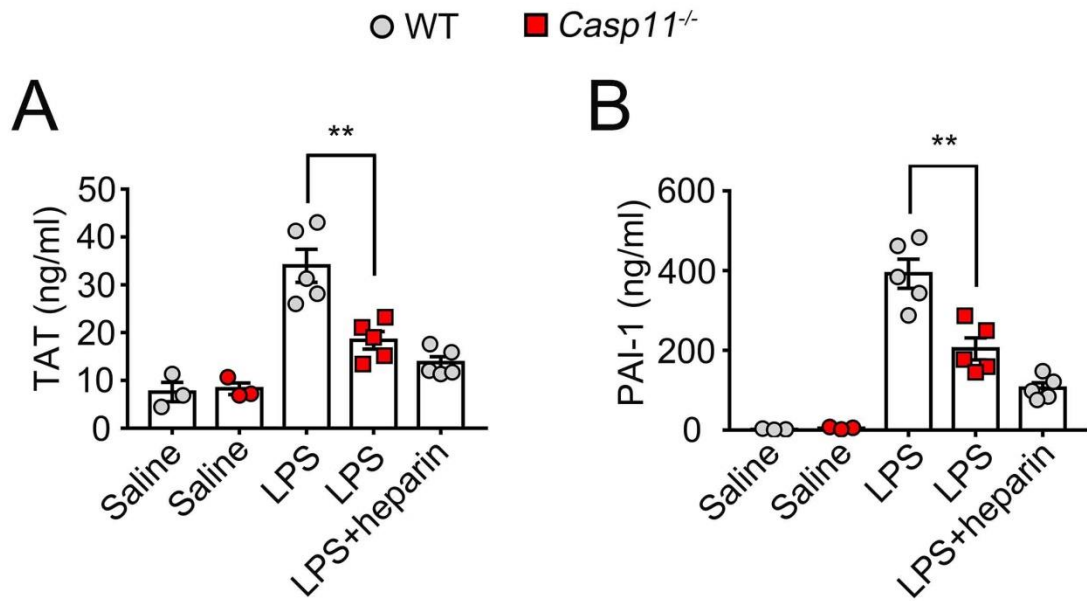 WT Casp11-/-
A
**
TAT (ng/ml)
50
40
30
20
10
0
Saline
Saline
LPS
LPS
LPS+heparin
B
**
PAI-1 (ng/ml)
600
400
200
0
Saline
Saline
LPS
LPS
LPS+heparin